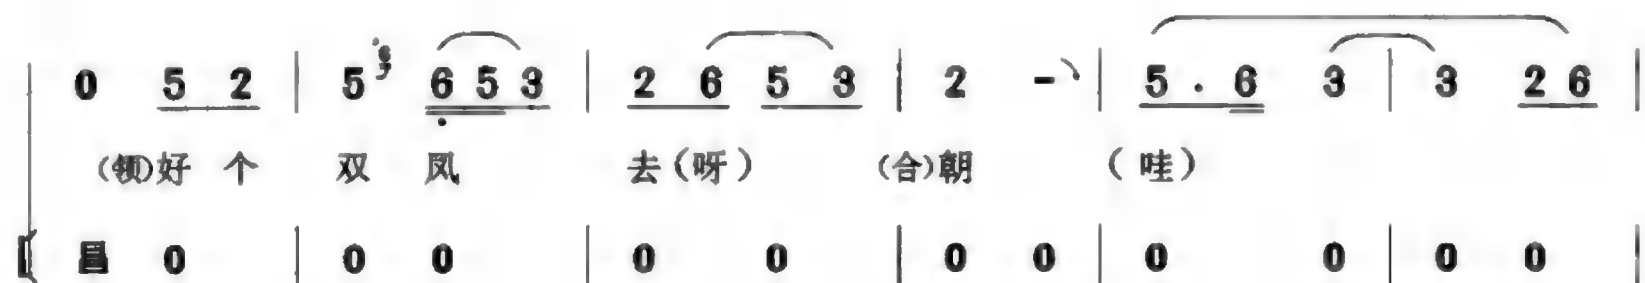 0 5 2 | 5 6 5 3 | 2 6 5 3 | 2 - | 5 . 6 3 | 3 2 6 |
（领）好 个 双 凤 去（呀） （合）朝 （哇）
昌 0 | 0 0 | 0 0 | 0 0 | 0 0 | 0 0 |